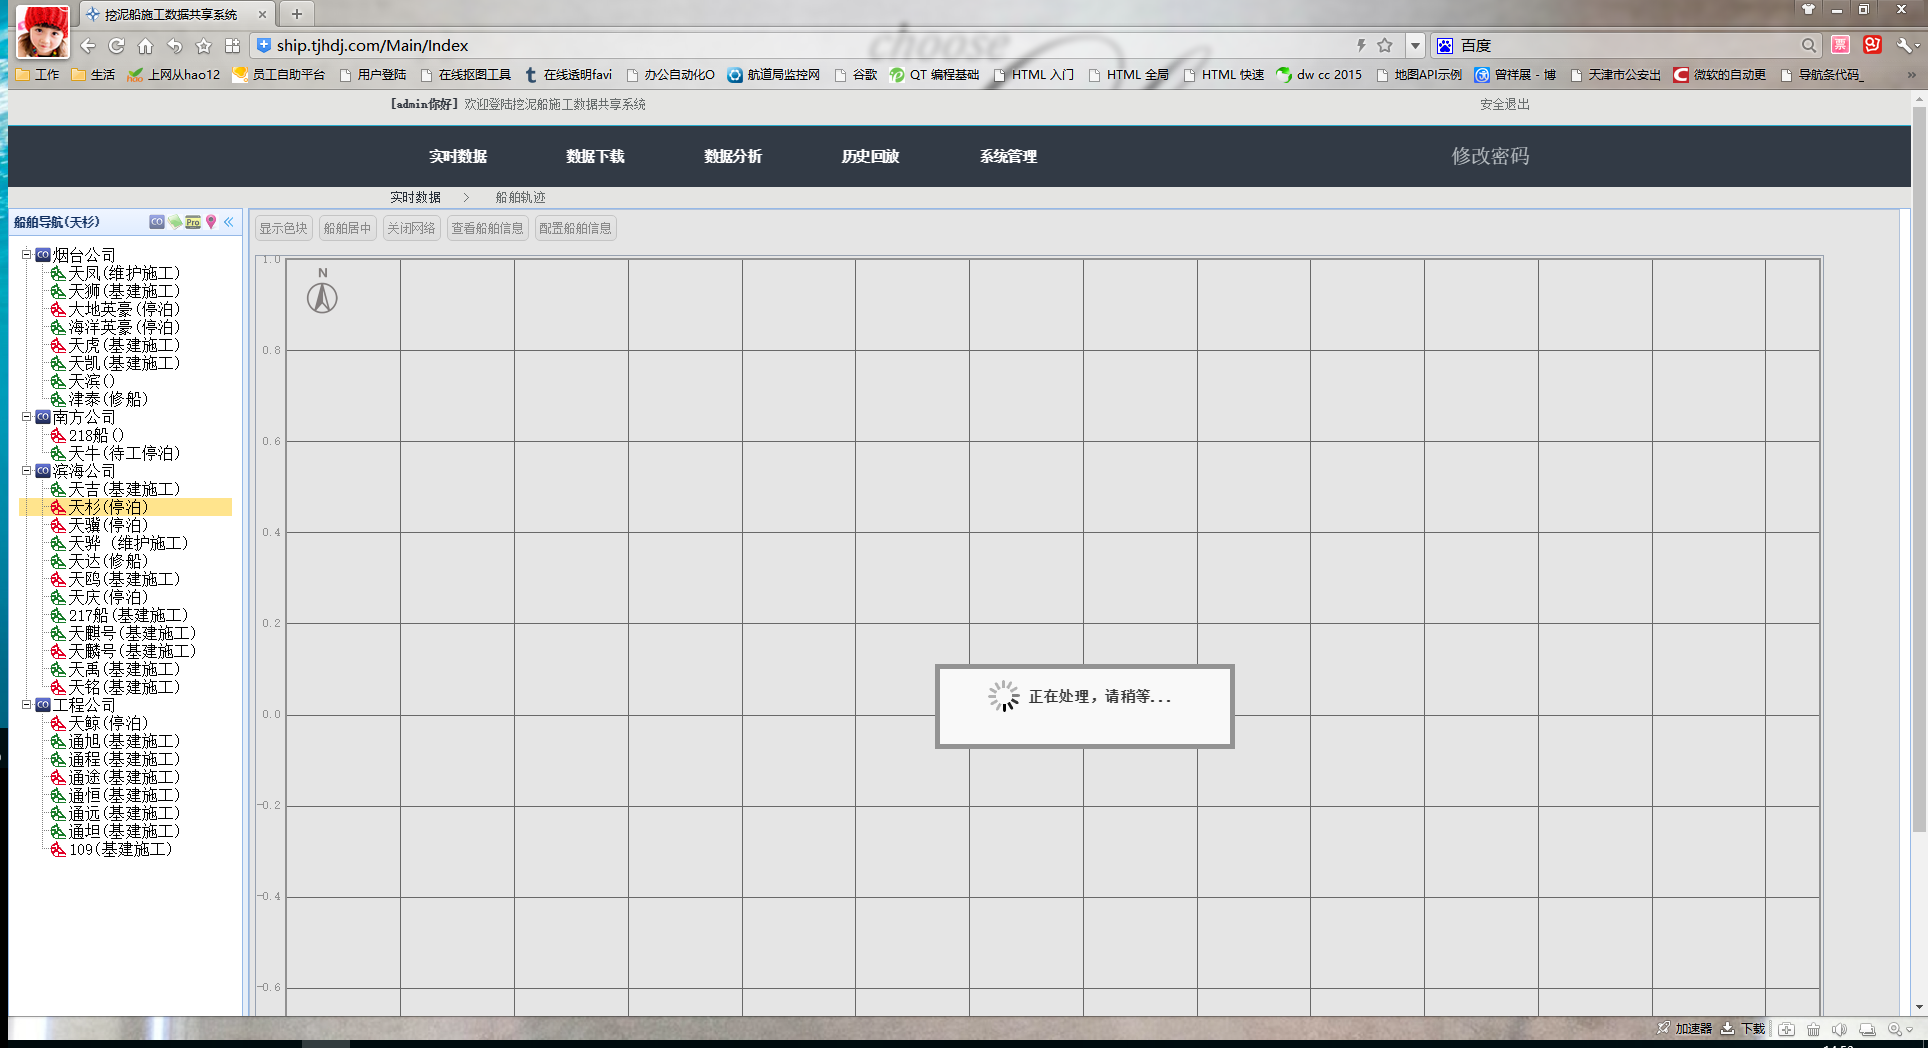 挖泥船施工数据共享系统
choose
ship.tjhdj.com/Main/Index
百度
票
工作 生活 上网从hao12 员工自助平台 用户登陆 在线抠图工具 在线透明favi 办公自动化O 航道局监控网 谷歌 QT 编程基础 HTML 入门 HTML 全局 HTML 快速 dw cc 2015 地图API示例 曾祥展 - 博 天津市公安出 微软的自动更 导航条代码_
[admin你好] 欢迎登陆挖泥船施工数据共享系统 安全退出
实时数据 数据下载 数据分析 历史回放 系统管理 修改密码
实时数据 > 船舶轨迹
船舶导航(天杉) CO Pro
显示色块 船舶居中 关闭网络 查看船舶信息 配置船舶信息
CO 烟台公司
天凤(维护施工)
天狮(基建施工)
大地英豪(停泊)
海洋英豪(停泊)
天虎(基建施工)
天凯(基建施工)
天滨()
津泰(修船)
CO 南方公司
218船()
天牛(待工停泊)
CO 滨海公司
天吉(基建施工)
天杉(停泊)
天骥(停泊)
天骅 (维护施工)
天达(修船)
天鸥(基建施工)
天庆(停泊)
217船(基建施工)
天麒号(基建施工)
天麟号(基建施工)
天禹(基建施工)
天铭(基建施工)
CO 工程公司
天鲸(停泊)
通旭(基建施工)
通程(基建施工)
通途(基建施工)
通恒(基建施工)
通远(基建施工)
通坦(基建施工)
109(基建施工)
N
1.0
0.8
0.6
0.4
0.2
0.0
-0.2
-0.4
-0.6
正在处理，请稍等...
加速器 下载